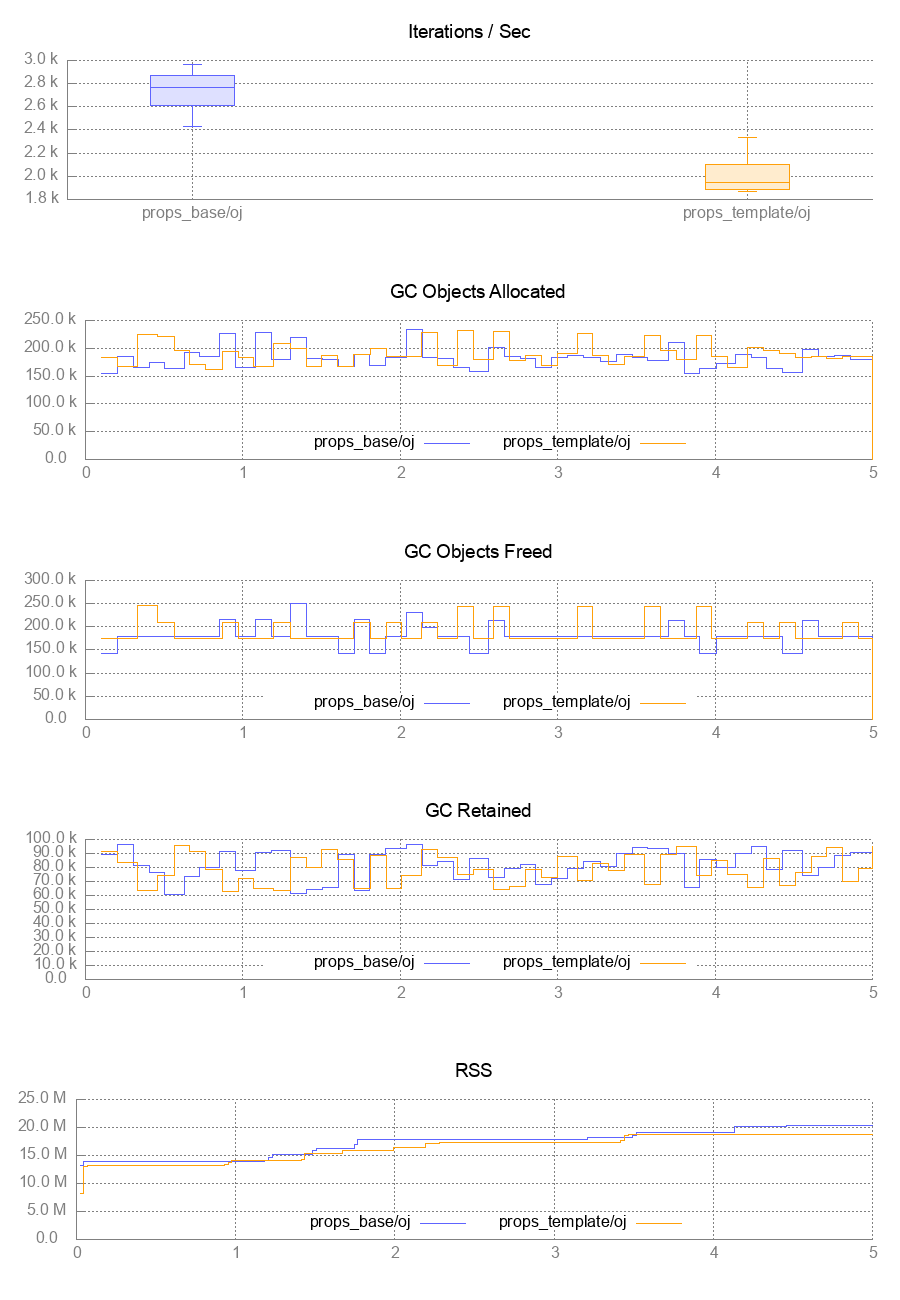 Iterations / Sec
3.0 k
2.8 k
2.6 k
2.4 k
2.2 k
2.0 k
1.8 k
props_base/oj props_template/oj
GC Objects Allocated
250.0 k
200.0 k
150.0 k
100.0 k
50.0 k
0.0
props_base/oj props_template/oj
0 1 2 3 4 5
GC Objects Freed
300.0 k
250.0 k
200.0 k
150.0 k
100.0 k
50.0 k
0.0
props_base/oj props_template/oj
0 1 2 3 4 5
GC Retained
100.0 k
90.0 k
80.0 k
70.0 k
60.0 k
50.0 k
40.0 k
30.0 k
20.0 k
10.0 k
0.0
props_base/oj props_template/oj
0 1 2 3 4 5
RSS
25.0 M
20.0 M
15.0 M
10.0 M
5.0 M
0.0
props_base/oj props_template/oj
0 1 2 3 4 5